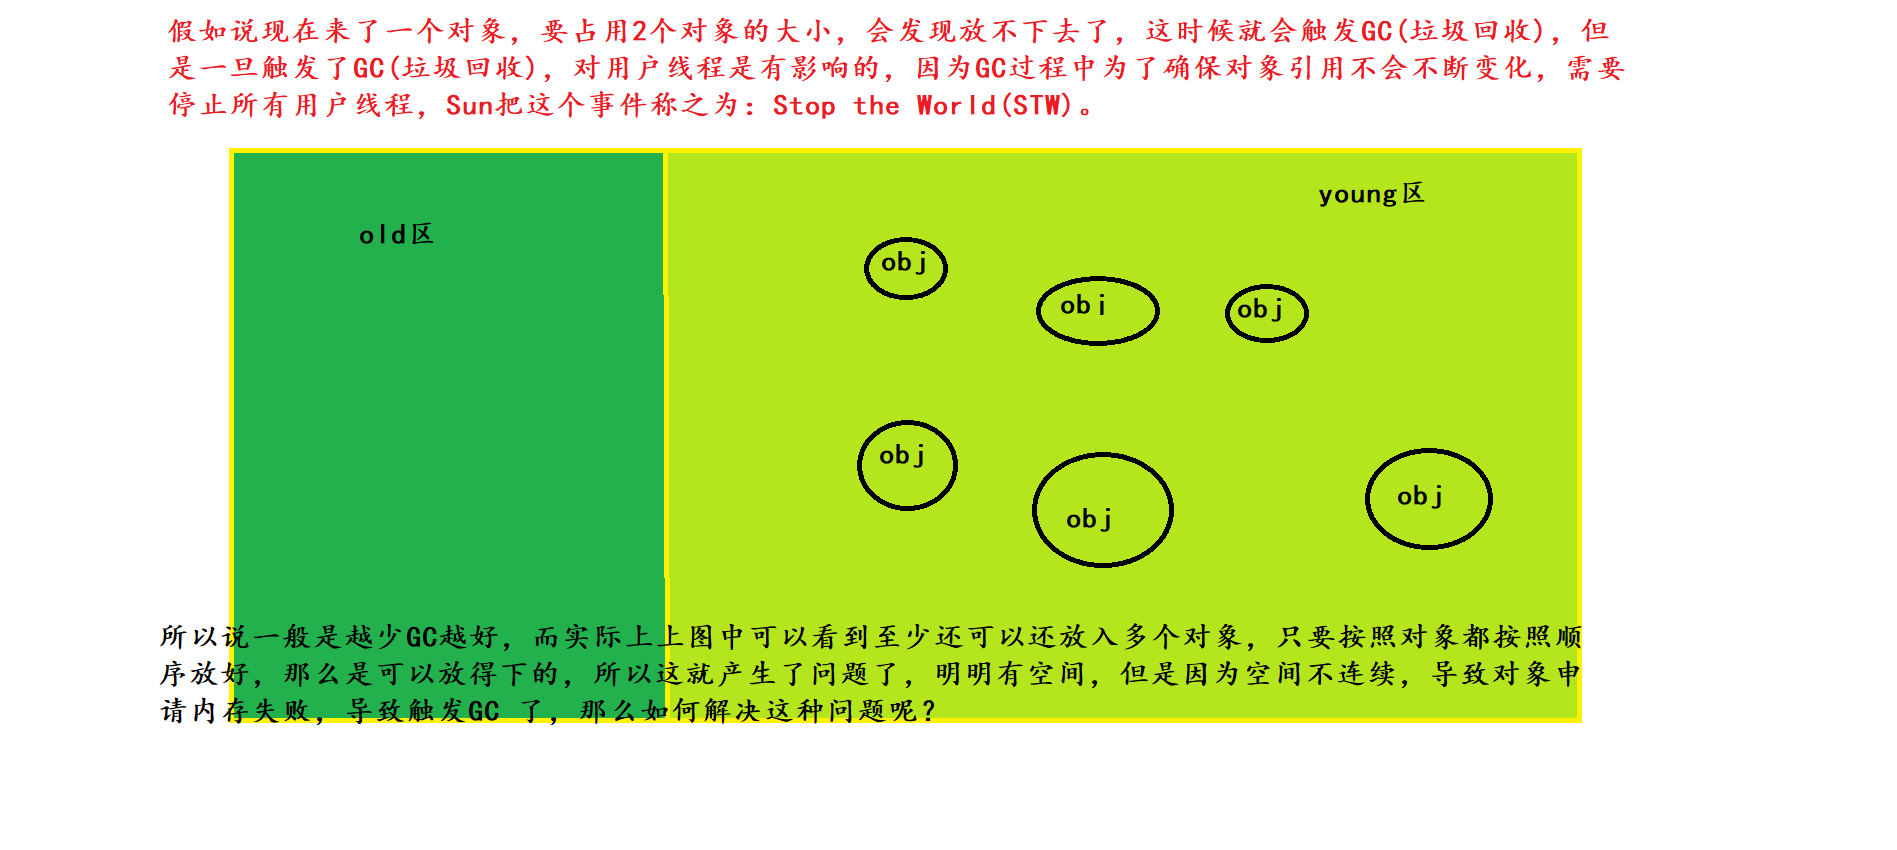 假如说现在来了一个对象，要占用2个对象的大小，会发现放不下去了，这时候就会触发GC(垃圾回收)，但
是一旦触发了GC(垃圾回收)，对用户线程是有影响的，因为GC过程中为了确保对象引用不会不断变化，需要
停止所有用户线程，Sun把这个事件称之为：Stop the World(STW)。
young区
old区
obj
obj
obj
obj
obj
obj
所以说一般是越少GC越好，而实际上上图中可以看到至少还可以还放入多个对象，只要按照对象都按照顺
序放好，那么是可以放得下的，所以这就产生了问题了，明明有空间，但是因为空间不连续，导致对象申
请内存失败，导致触发GC 了，那么如何解决这种问题呢？